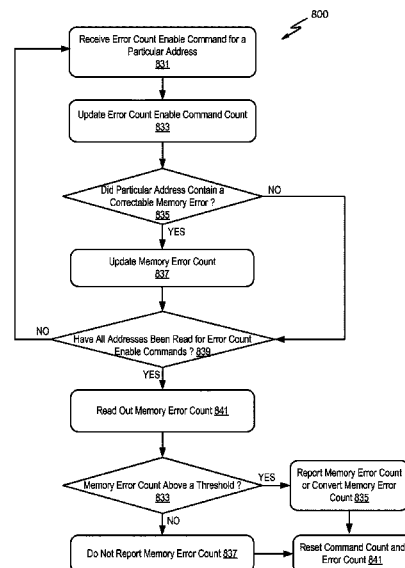 800
Receive Error Count Enable Command for a
Particular Address
831
Update Error Count Enable Command Count
833
Did Particular Address Contain a
Correctable Memory Error ?
835
NO
YES
Update Memory Error Count
837
NO
Have All Addresses Been Read for Error Count
Enable Commands ? 839
YES
Read Out Memory Error Count 841
Memory Error Count Above a Threshold ?
833
YES
Report Memory Error Count
or Convert Memory Error
Count 835
NO
Do Not Report Memory Error Count 837
Reset Command Count and
Error Count 841